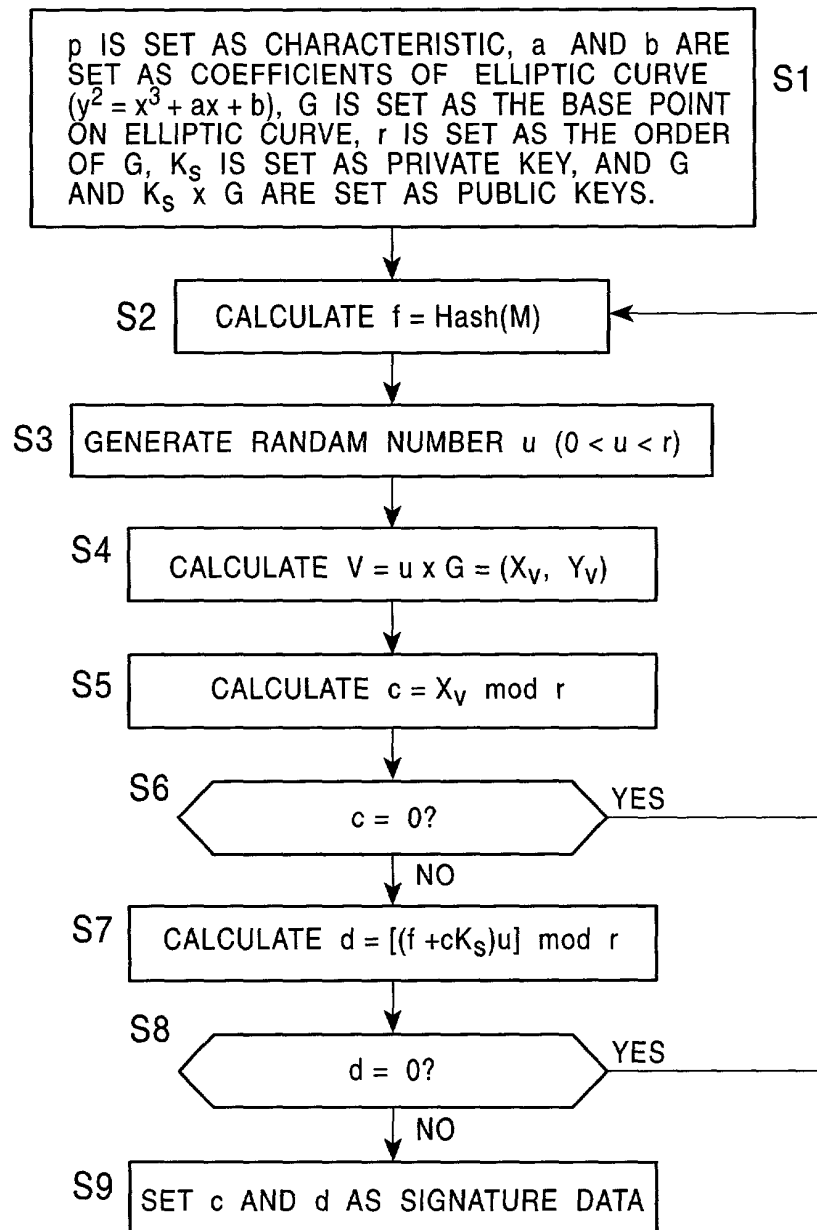 p IS SET AS CHARACTERISTIC, a AND b ARE
SET AS COEFFICIENTS OF ELLIPTIC CURVE
(y² = x³ + ax + b), G IS SET AS THE BASE POINT
ON ELLIPTIC CURVE, r IS SET AS THE ORDER
OF G, Kₛ IS SET AS PRIVATE KEY, AND G
AND Kₛ x G ARE SET AS PUBLIC KEYS.
S1
S2
CALCULATE f = Hash(M)
S3
GENERATE RANDAM NUMBER u (0 < u < r)
S4
CALCULATE V = u x G = (Xᵥ, Yᵥ)
S5
CALCULATE c = Xᵥ mod r
S6
c = 0?
YES
NO
S7
CALCULATE d = [(f +cKₛ)u] mod r
S8
d = 0?
YES
NO
S9
SET c AND d AS SIGNATURE DATA